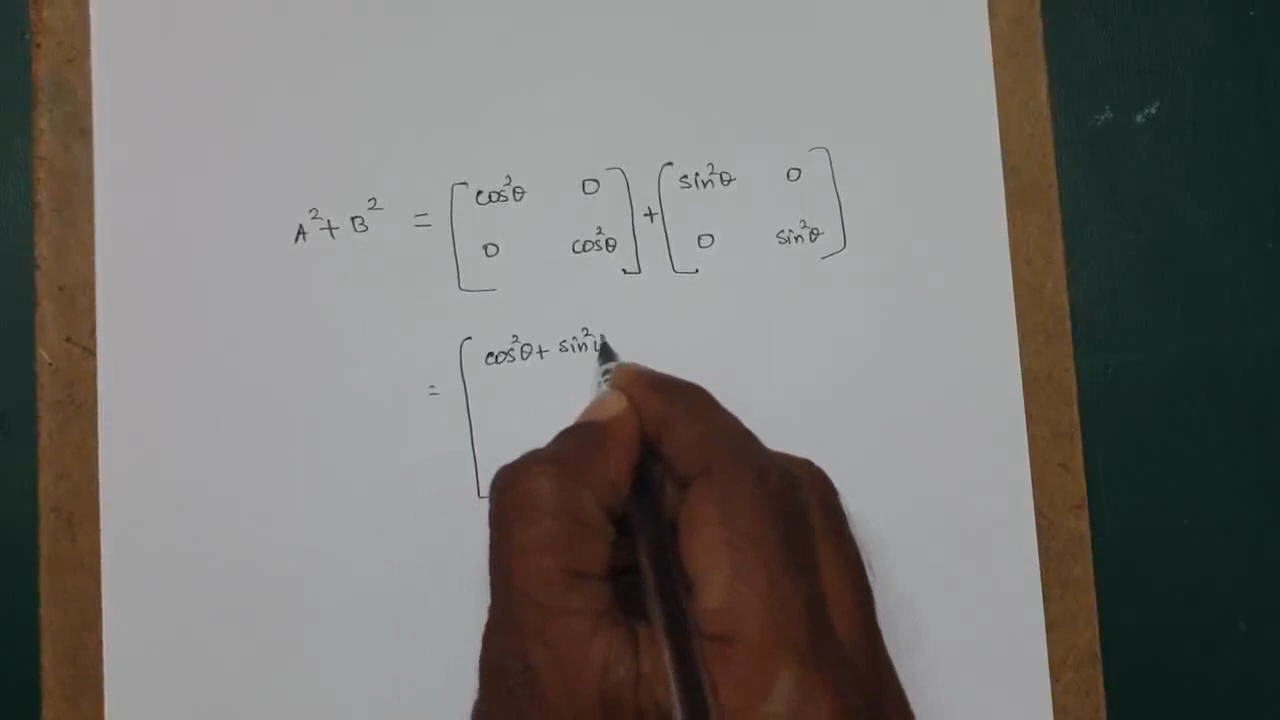 A²+B² = [cos²θ 0 0 cos²θ] + [sin²θ 0 0 sin²θ]
= [cos²θ + sin²